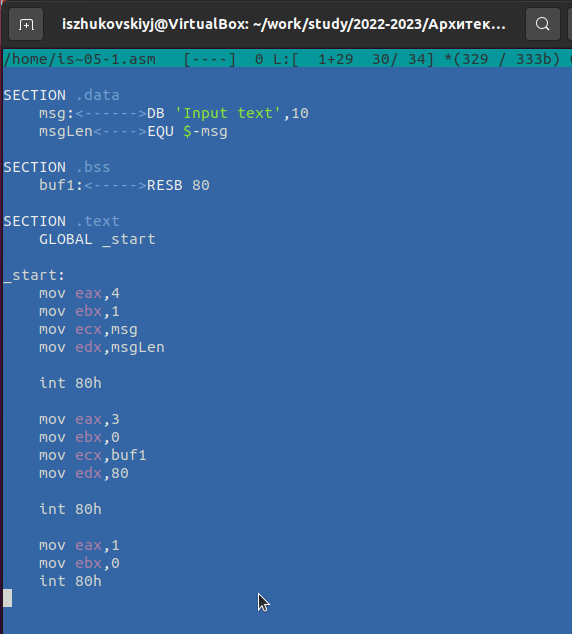 iszhukovskiyj@VirtualBox: ~/work/study/2022-2023/Архитек...
/home/is~05-1.asm   [----]  0 L:[  1+29  30/ 34] *(329 / 333b)
SECTION .data
    msg:<------>DB 'Input text',10
    msgLen<---->EQU $-msg
SECTION .bss
    buf1:<----->RESB 80
SECTION .text
    GLOBAL _start
_start:
    mov eax,4
    mov ebx,1
    mov ecx,msg
    mov edx,msgLen
    int 80h
    mov eax,3
    mov ebx,0
    mov ecx,buf1
    mov edx,80
    int 80h
    mov eax,1
    mov ebx,0
    int 80h